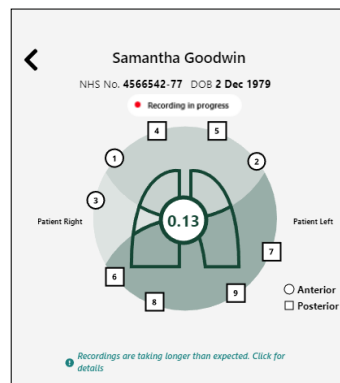 Samantha Goodwin
NHS No. 4566542-77 DOB 2 Dec 1979
Recording in progress
4
5
1
2
3
0.13
Patient Right
Patient Left
7
6
8
9
Anterior
Posterior
Recordings are taking longer than expected. Click for
details